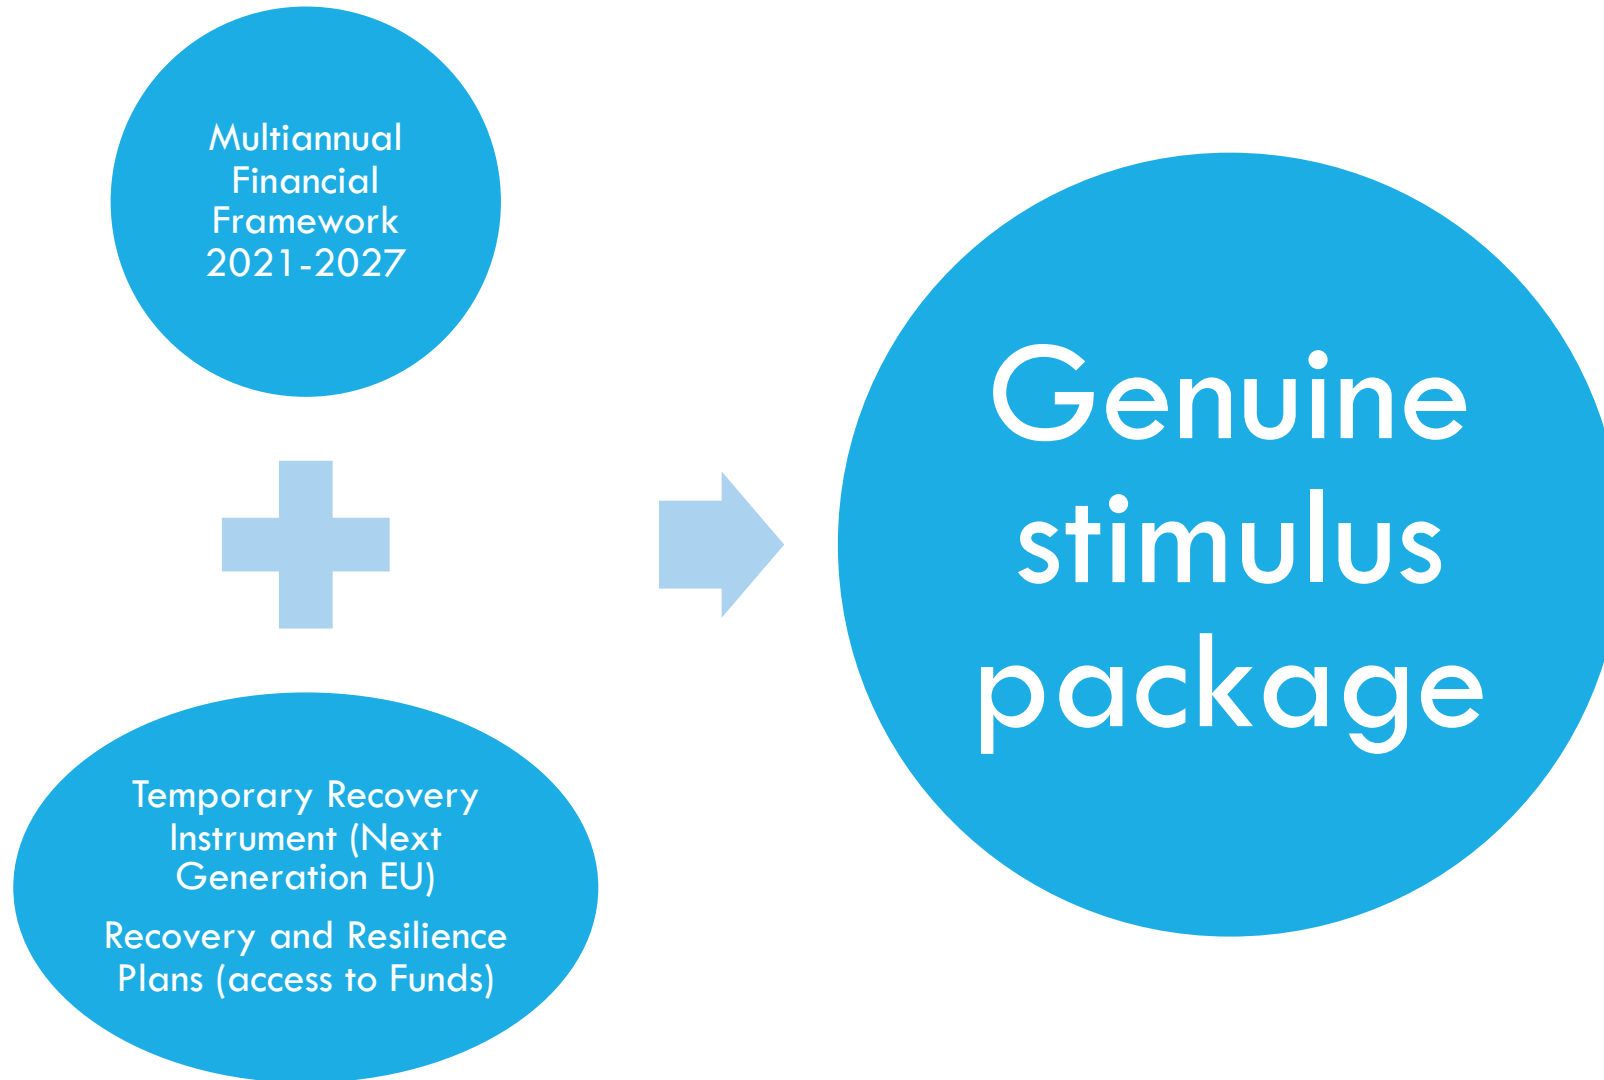 Multiannual
Financial
Framework
2021-2027
Temporary Recovery
Instrument (Next
Generation EU)
Recovery and Resilience
Plans (access to Funds)
Genuine
stimulus
package